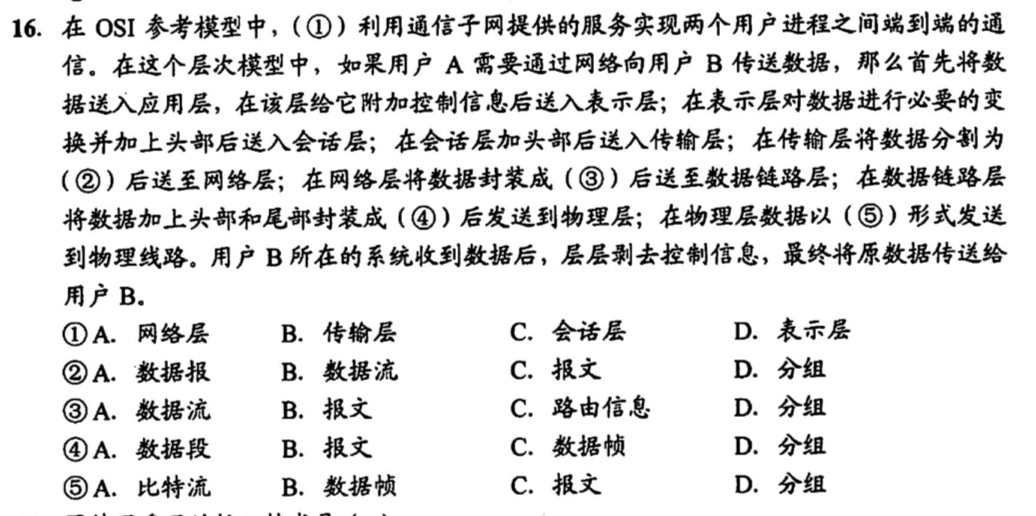 16. 在 OSI 参考模型中，(①) 利用通信子网提供的服务实现两个用户进程之间端到端的通
信。在这个层次模型中，如果用户 A 需要通过网络向用户 B 传送数据，那么首先将数
据送入应用层，在该层给它附加控制信息后送入表示层；在表示层对数据进行必要的变
换并加上头部后送入会话层；在会话层加头部后送入传输层；在传输层将数据分割为
(②) 后送至网络层；在网络层将数据封装成 (③) 后送至数据链路层；在数据链路层
将数据加上头部和尾部封装成 (④) 后发送到物理层；在物理层数据以 (⑤) 形式发送
到物理线路。用户 B 所在的系统收到数据后，层层剥去控制信息，最终将原数据传送给
用户 B。
① A. 网络层 B. 传输层 C. 会话层 D. 表示层
② A. 数据报 B. 数据流 C. 报文 D. 分组
③ A. 数据流 B. 报文 C. 路由信息 D. 分组
④ A. 数据段 B. 报文 C. 数据帧 D. 分组
⑤ A. 比特流 B. 数据帧 C. 报文 D. 分组